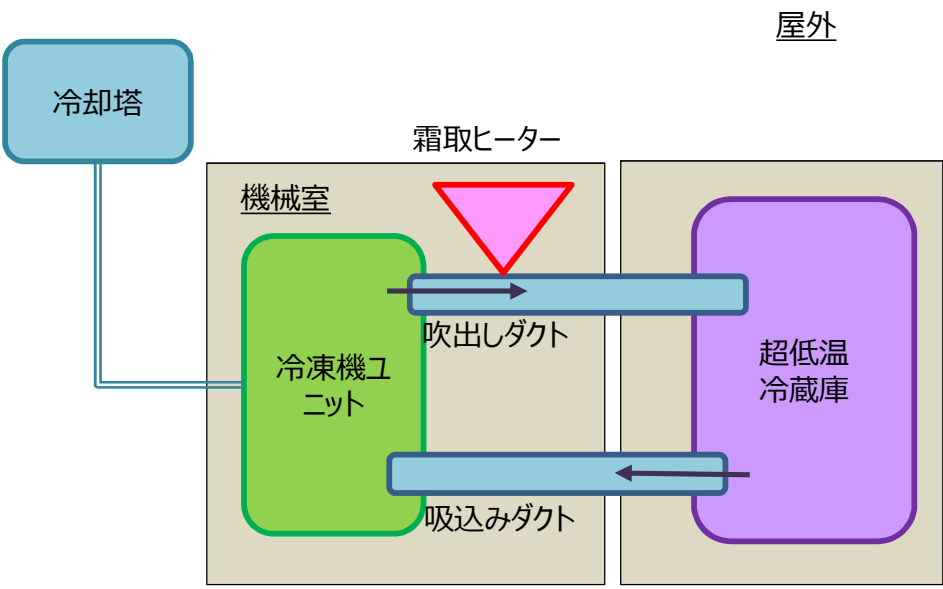 屋外
冷却塔
霜取ヒーター
機械室
吹出しダクト
冷凍機ユ
ニット
超低温
冷蔵庫
吸込みダクト